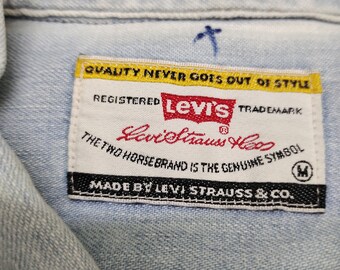 QUALITY NEVER GOES OUT OF STYLE
REGISTERED LEVI'S TRADEMARK
®
Levi Strauss & Co
THE TWO HORSE BRAND IS THE GENUINE SYMBOL
M
MADE BY LEVI STRAUSS & CO.